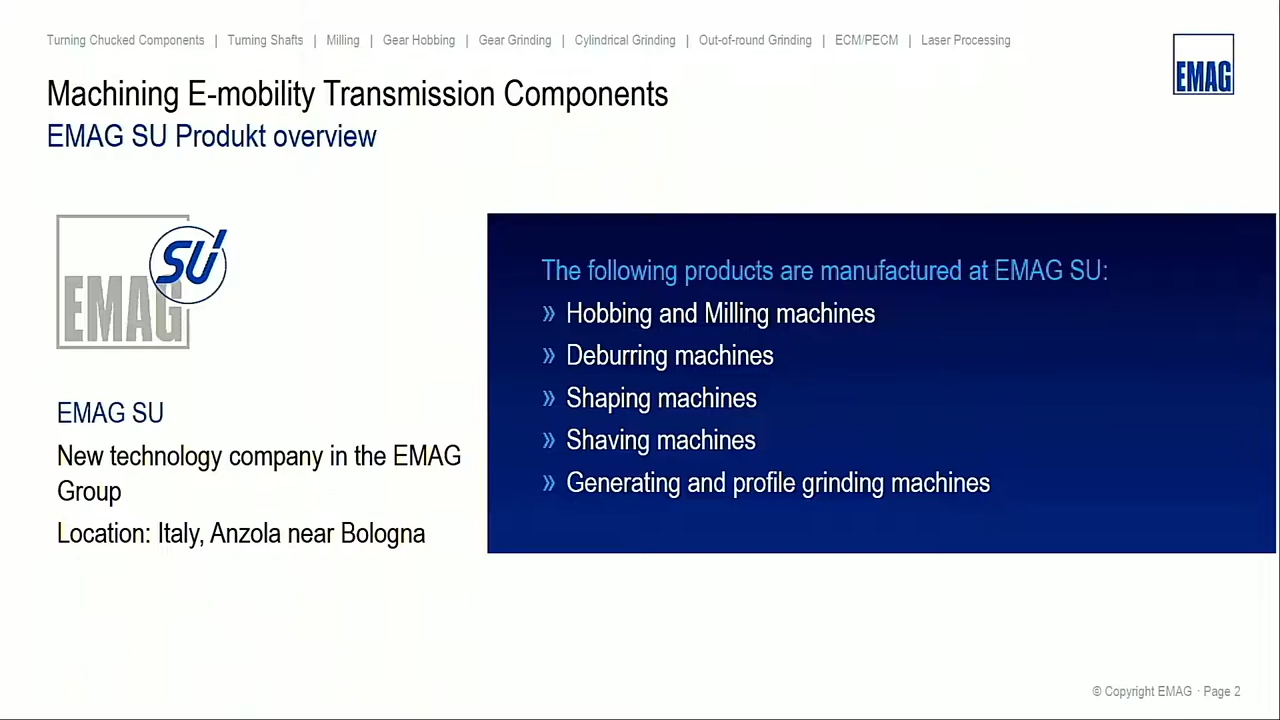 Turning Chucked Components | Turning Shafts | Milling | Gear Hobbing | Gear Grinding | Cylindrical Grinding | Out-of-round Grinding | ECM/PECM | Laser Processing
EMAG
Machining E-mobility Transmission Components
EMAG SU Produkt overview
SU
EMAG
EMAG SU
New technology company in the EMAG
Group
Location: Italy, Anzola near Bologna
The following products are manufactured at EMAG SU:
» Hobbing and Milling machines
» Deburring machines
» Shaping machines
» Shaving machines
» Generating and profile grinding machines
© Copyright EMAG · Page 2